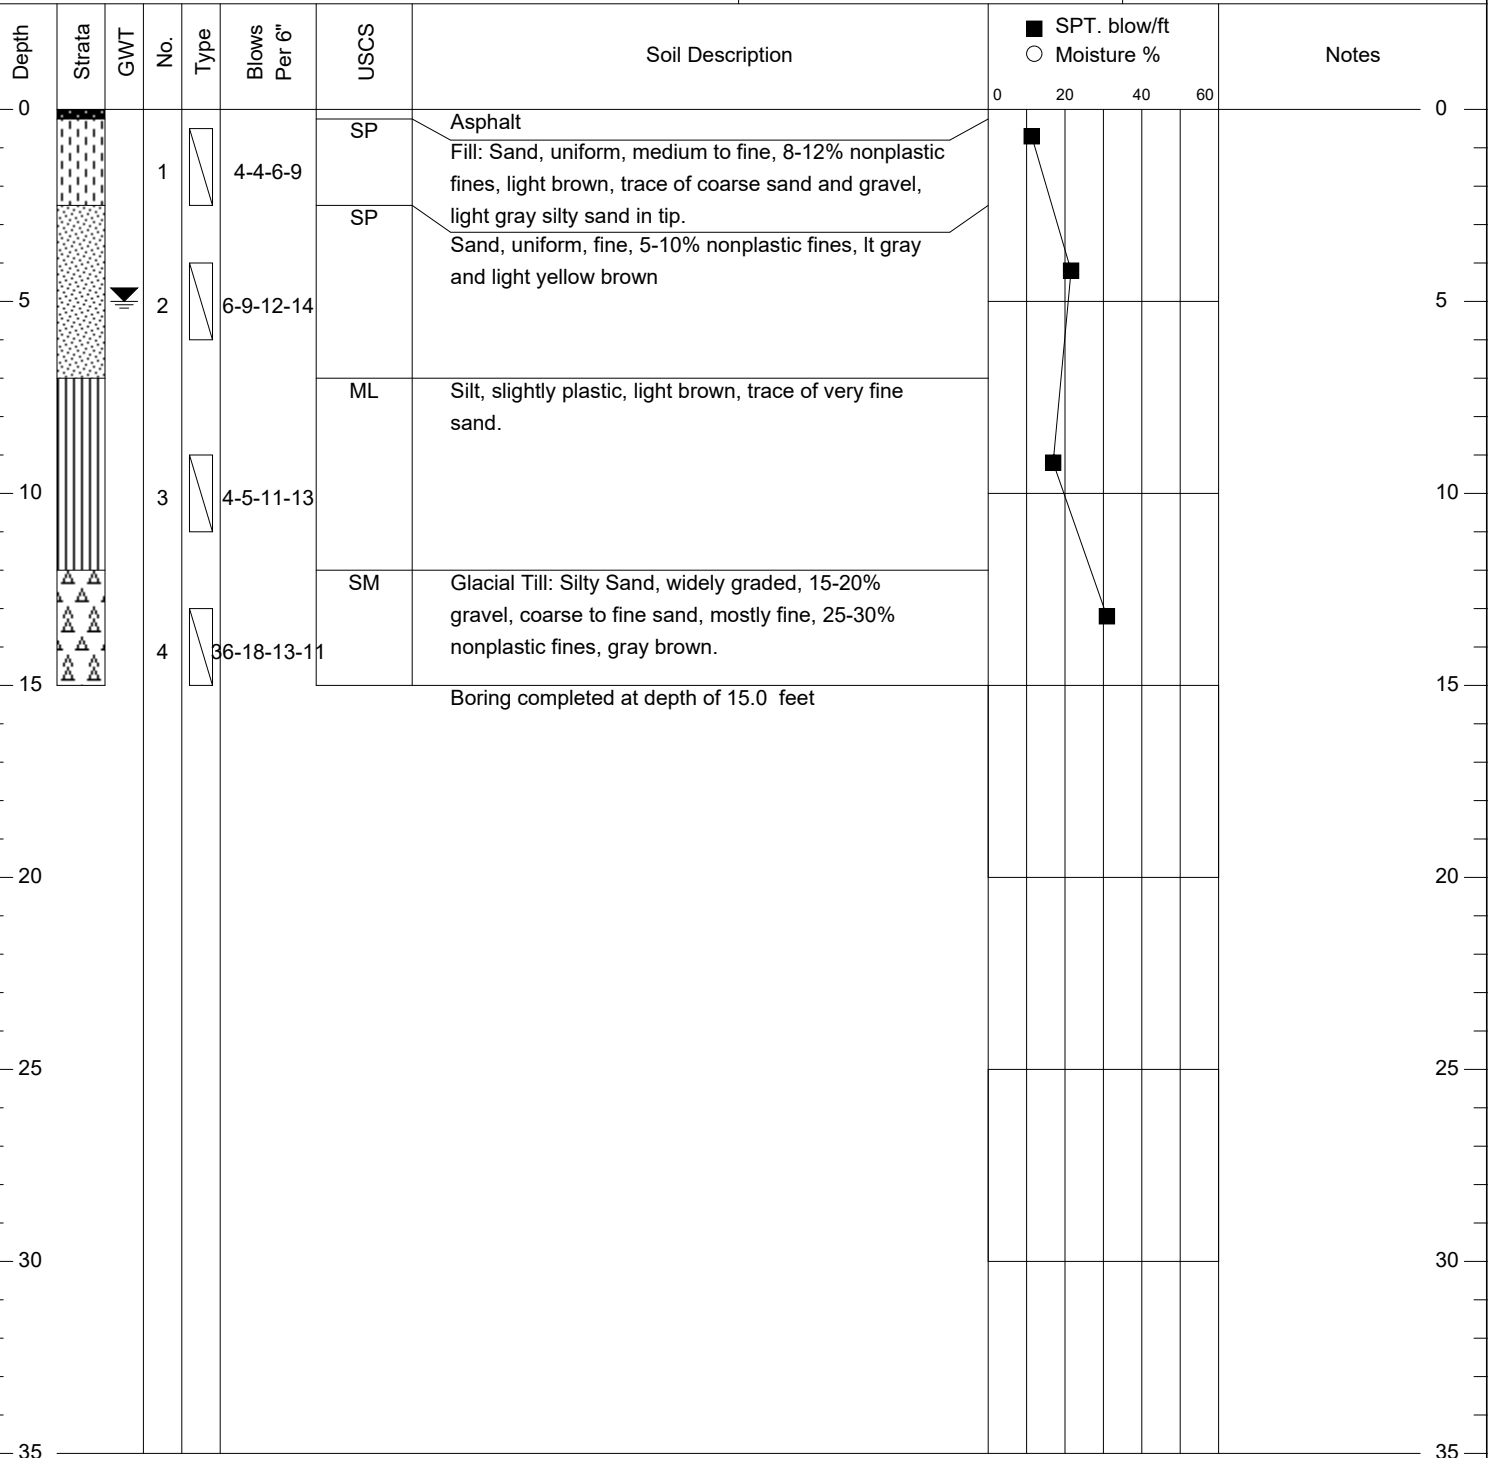 Depth
Strata
GWT
No.
Type
Blows
Per 6"
USCS
Soil Description
SPT. blow/ft
Moisture %
0 20 40 60
Notes
0 0
SP Asphalt
Fill: Sand, uniform, medium to fine, 8-12% nonplastic
1 4-4-6-9 fines, light brown, trace of coarse sand and gravel,
light gray silty sand in tip.
SP Sand, uniform, fine, 5-10% nonplastic fines, lt gray
and light yellow brown
5 2 6-9-12-14 5
ML Silt, slightly plastic, light brown, trace of very fine
sand.
10 3 4-5-11-13 10
SM Glacial Till: Silty Sand, widely graded, 15-20%
gravel, coarse to fine sand, mostly fine, 25-30%
4 36-18-13-11 nonplastic fines, gray brown.
15 15
Boring completed at depth of 15.0 feet
20 20
25 25
30 30
35 35